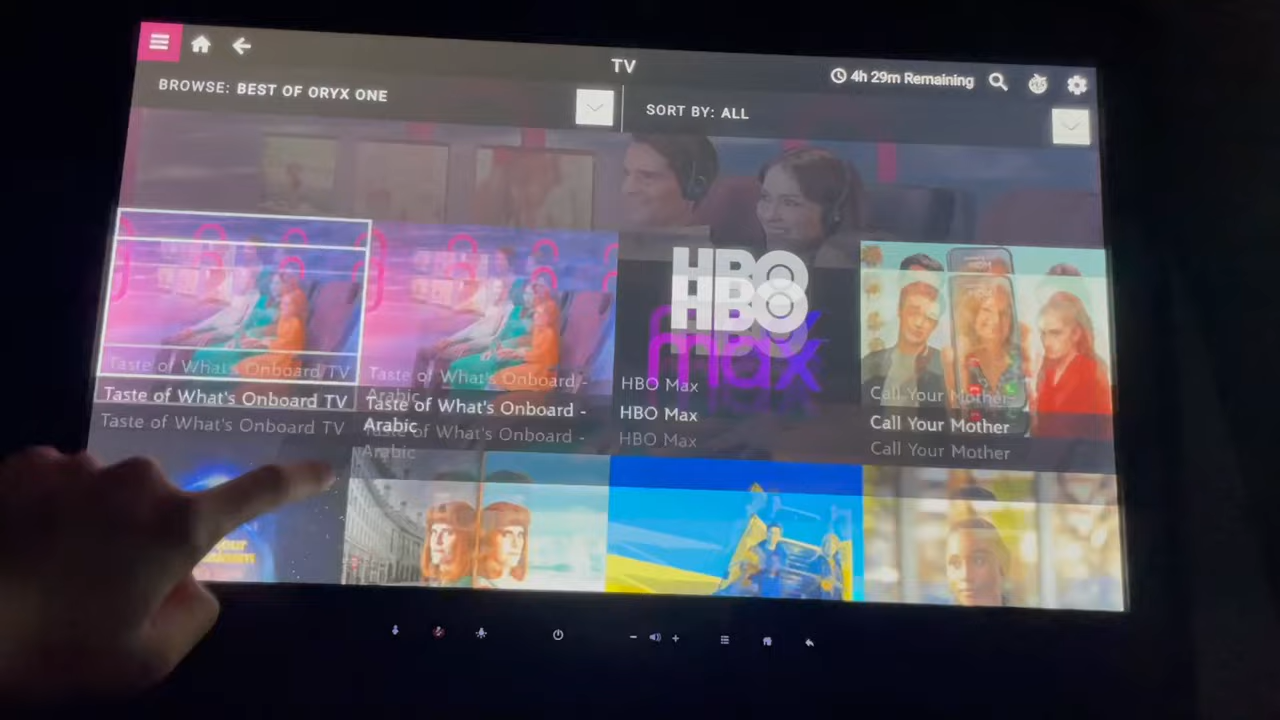 TV
4h 29m Remaining
BROWSE: BEST OF ORYX ONE
SORT BY: ALL
HBO
HBO
max
Taste of What's Onboard TV
Taste of What's Onboard TV
Taste of What's Onboard TV
Taste of What's Onboard -
Arabic
Taste of What's Onboard -
Arabic
Taste of What's Onboard -
Arabic
HBO Max
HBO Max
HBO Max
Call Your Mother
Call Your Mother
Call Your Mother